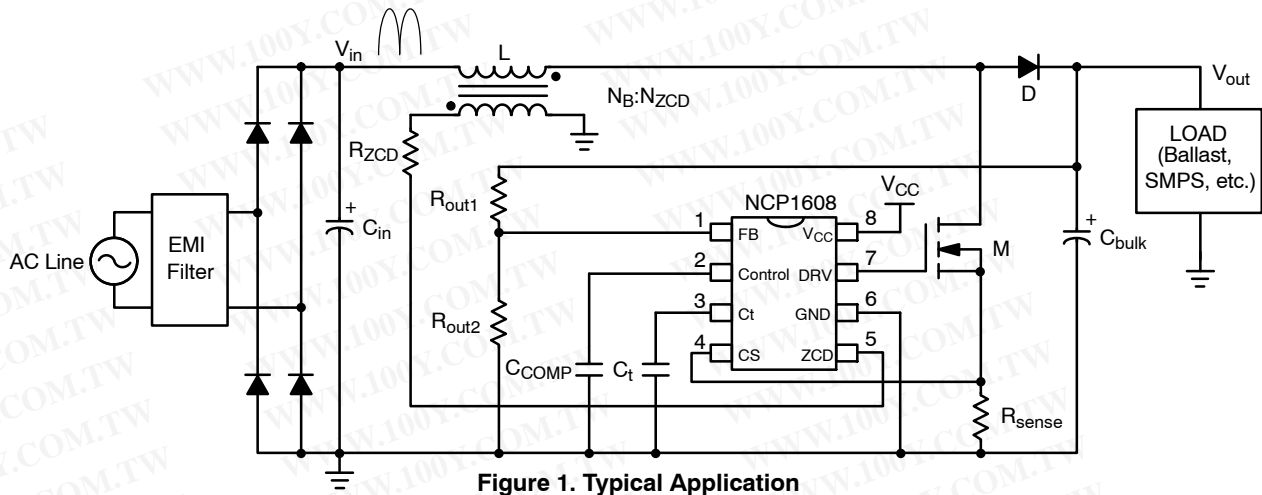 V_in
L
N_B:N_ZCD
D
V_out
LOAD
(Ballast,
SMPS, etc.)
R_ZCD
R_out1
NCP1608
V_CC
1
FB
V_CC
8
2
Control
DRV
7
3
Ct
GND
6
4
CS
ZCD
5
M
+
C_bulk
+
C_in
AC Line
EMI
Filter
R_out2
C_COMP
C_t
R_sense
Figure 1. Typical Application
WWW.100Y.COM.TW